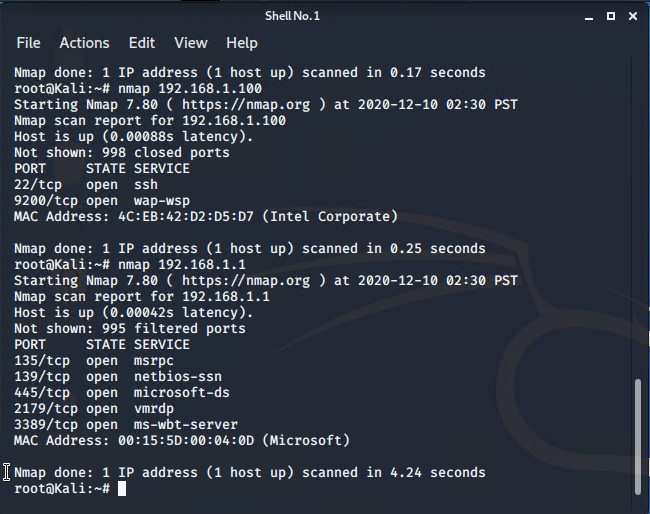 Shell No. 1
File Actions Edit View Help
Nmap done: 1 IP address (1 host up) scanned in 0.17 seconds
root@Kali:~# nmap 192.168.1.100
Starting Nmap 7.80 ( https://nmap.org ) at 2020-12-10 02:30 PST
Nmap scan report for 192.168.1.100
Host is up (0.00088s latency).
Not shown: 998 closed ports
PORT     STATE SERVICE
22/tcp   open  ssh
9200/tcp open  wap-wsp
MAC Address: 4C:EB:42:D2:D5:D7 (Intel Corporate)
Nmap done: 1 IP address (1 host up) scanned in 0.25 seconds
root@Kali:~# nmap 192.168.1.1
Starting Nmap 7.80 ( https://nmap.org ) at 2020-12-10 02:30 PST
Nmap scan report for 192.168.1.1
Host is up (0.00042s latency).
Not shown: 995 filtered ports
PORT     STATE SERVICE
135/tcp  open  msrpc
139/tcp  open  netbios-ssn
445/tcp  open  microsoft-ds
2179/tcp open  vmrdp
3389/tcp open  ms-wbt-server
MAC Address: 00:15:5D:00:04:0D (Microsoft)
Nmap done: 1 IP address (1 host up) scanned in 4.24 seconds
root@Kali:~#